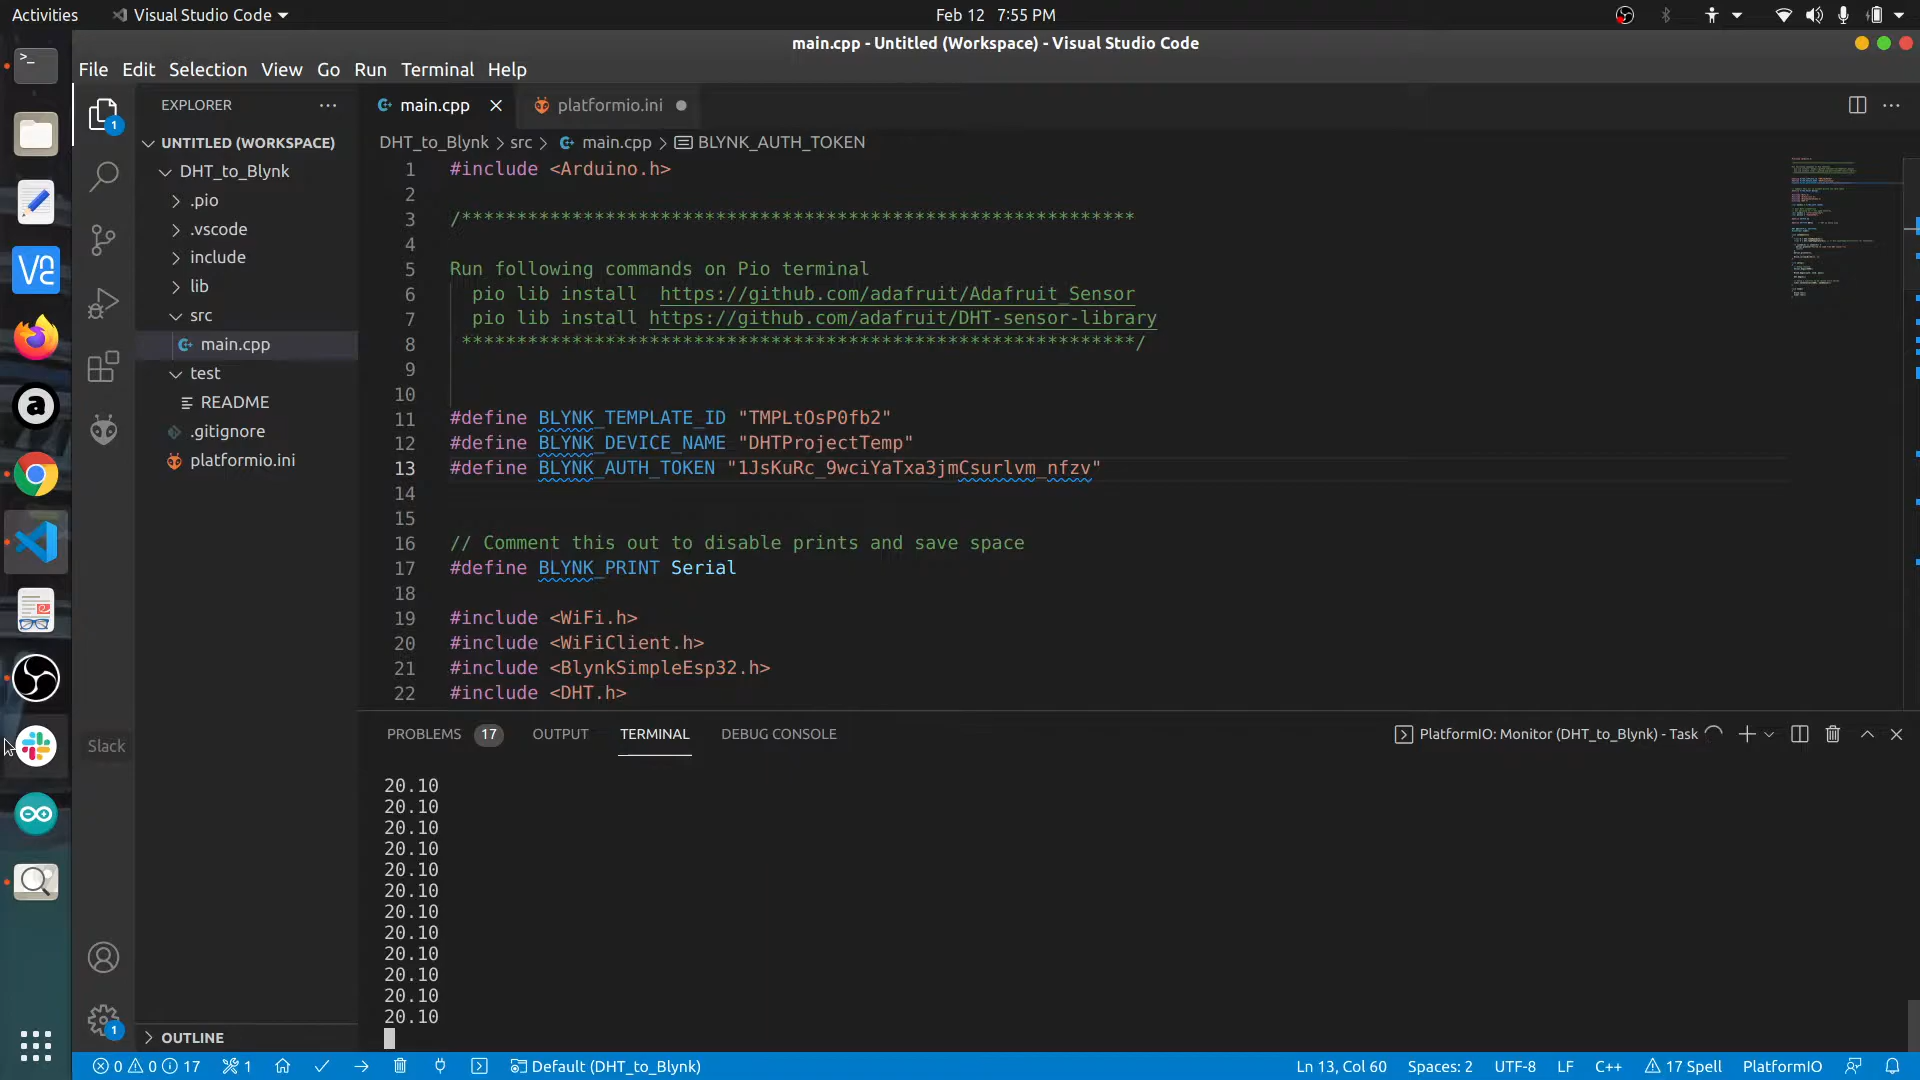 Activities
Visual Studio Code
Feb 12 7:55 PM
main.cpp - Untitled (Workspace) - Visual Studio Code
File Edit Selection View Go Run Terminal Help
EXPLORER
UNTITLED (WORKSPACE)
DHT_to_Blynk
.pio
.vscode
include
lib
src
main.cpp
test
README
.gitignore
platformio.ini
OUTLINE
1
1
Slack
main.cpp
platformio.ini
DHT_to_Blynk > src > main.cpp > BLYNK_AUTH_TOKEN
1 #include <Arduino.h>
2
3 /*************************************************************
4
5 Run following commands on Pio terminal
6 pio lib install https://github.com/adafruit/Adafruit_Sensor
7 pio lib install https://github.com/adafruit/DHT-sensor-library
8 *************************************************************/
9
10
11 #define BLYNK_TEMPLATE_ID "TMPLtOsP0fb2"
12 #define BLYNK_DEVICE_NAME "DHTProjectTemp"
13 #define BLYNK_AUTH_TOKEN "1JsKuRc_9wciYaTxa3jmCsurlvm_nfzv"
14
15
16 // Comment this out to disable prints and save space
17 #define BLYNK_PRINT Serial
18
19 #include <WiFi.h>
20 #include <WiFiClient.h>
21 #include <BlynkSimpleEsp32.h>
22 #include <DHT.h>
PROBLEMS 17 OUTPUT TERMINAL DEBUG CONSOLE
PlatformIO: Monitor (DHT_to_Blynk) - Task
20.10
20.10
20.10
20.10
20.10
20.10
20.10
20.10
20.10
20.10
20.10
20.10
0 0 17 1 Default (DHT_to_Blynk)
Ln 13, Col 60 Spaces: 2 UTF-8 LF C++ 17 Spell PlatformIO